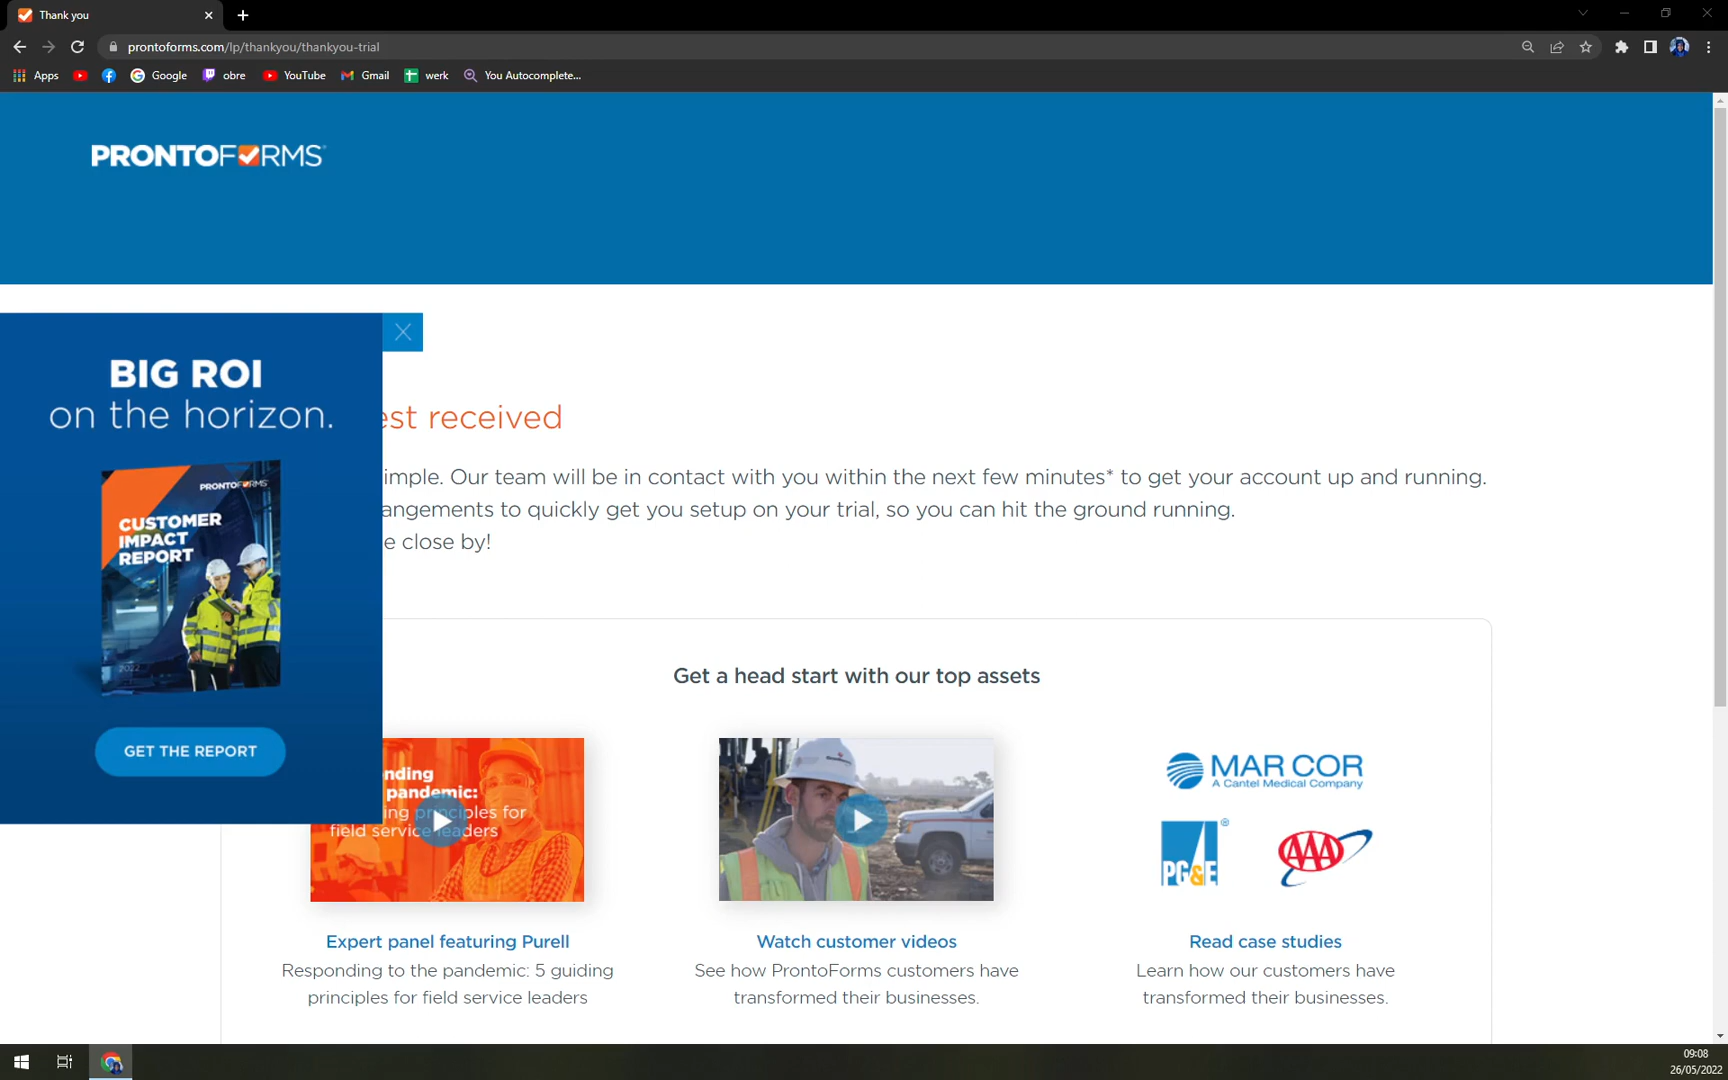 Thank you
prontoforms.com/lp/thankyou/thankyou-trial
Apps
Google
obre
YouTube
Gmail
werk
You Autocomplete...
PRONTOFORMS
BIG ROI
on the horizon.
PRONTOFORMS
CUSTOMER
IMPACT
REPORT
2022
GET THE REPORT
est received
imple. Our team will be in contact with you within the next few minutes* to get your account up and running.
angements to quickly get you setup on your trial, so you can hit the ground running.
e close by!
Get a head start with our top assets
nding
pandemic:
ing principles for
field service leaders
MAR COR
A Cantel Medical Company
PG&E
AAA
Expert panel featuring Purell
Responding to the pandemic: 5 guiding
principles for field service leaders
Watch customer videos
See how ProntoForms customers have
transformed their businesses.
Read case studies
Learn how our customers have
transformed their businesses.
09:08
26/05/2022